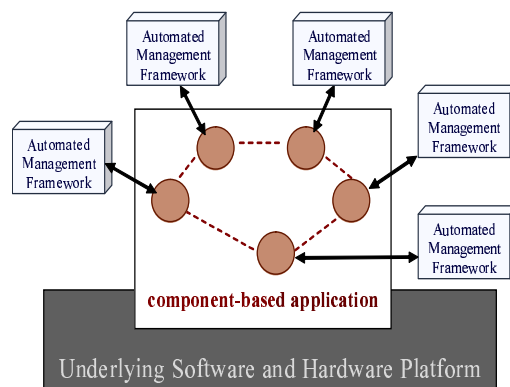 Automated
Management
Framework
Automated
Management
Framework
Automated
Management
Framework
Automated
Management
Framework
Automated
Management
Framework
component-based application
Underlying Software and Hardware Platform